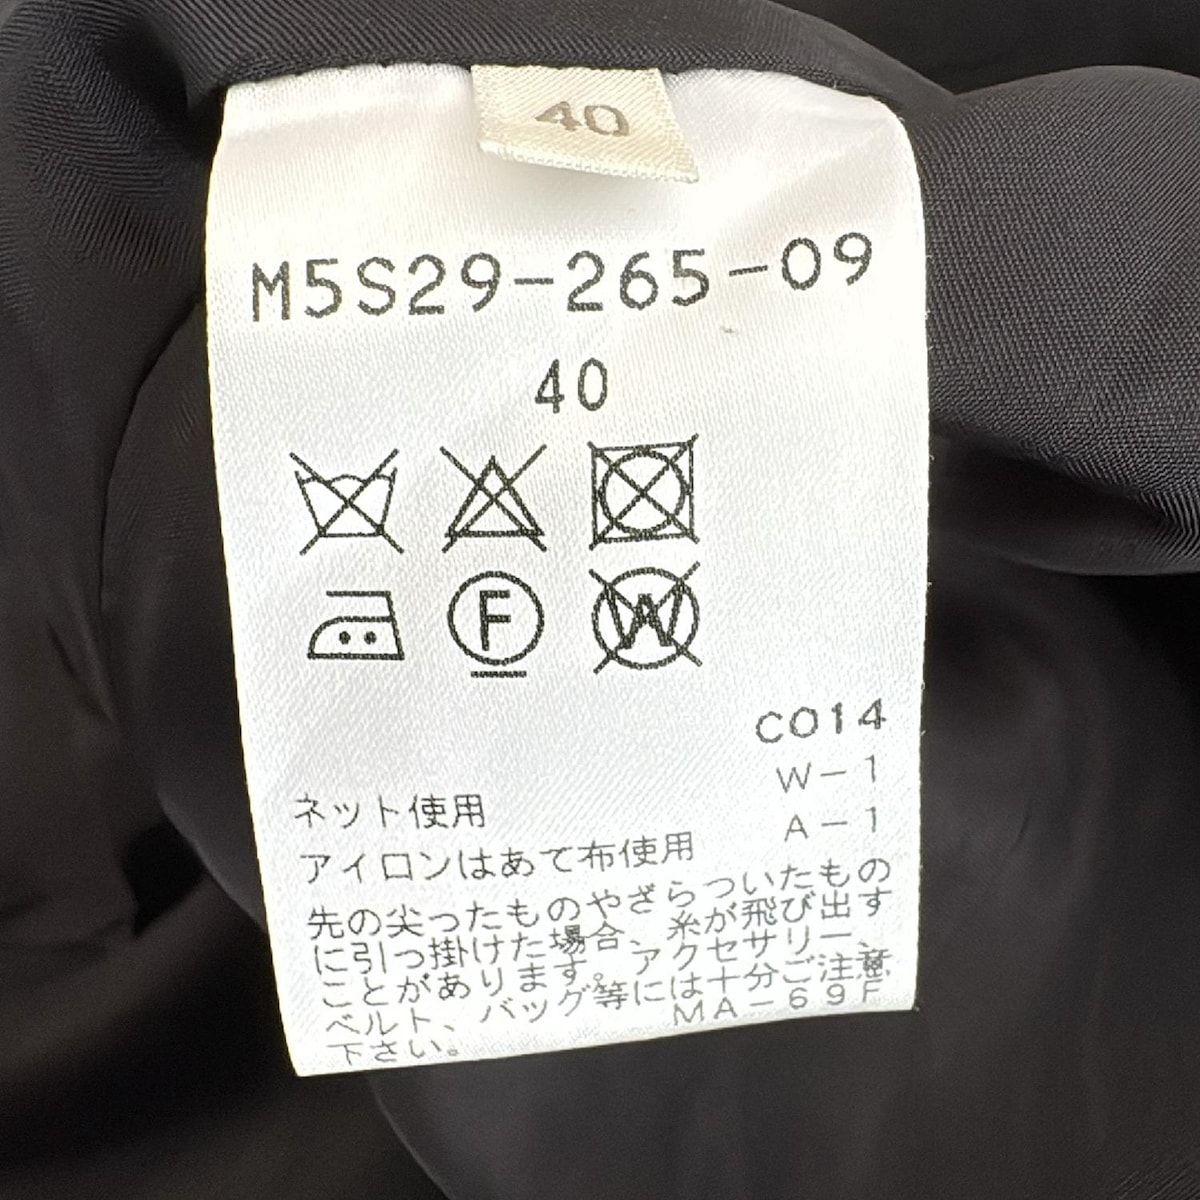 40
M5S29-265-09
40
F
W
C014
W-1
A-1
ネット使用
アイロンはあて布使用
先の尖ったものやざらついたもの
に引っ掛けた場合、糸が飛び出す
ことがあります。アクセサリー、
ベルト、バッグ等には十分ご注意
下さい。
MA-69F